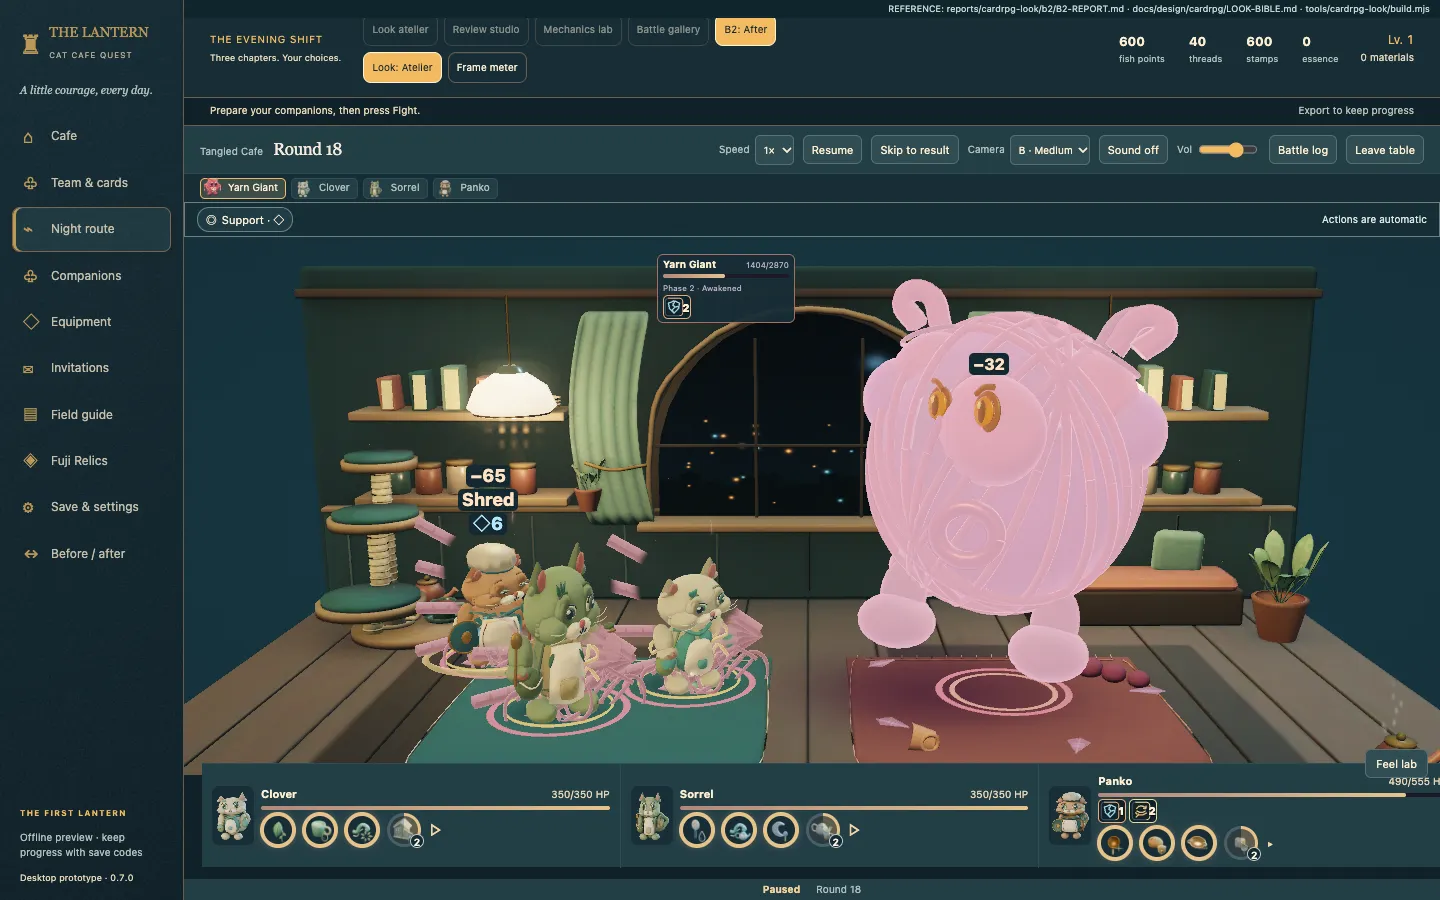 REFERENCE: reports/cardrpg-look/b2/B2-REPORT.md · docs/design/cardrpg/LOOK-BIBLE.md · tools/cardrpg-look/build.mjs
THE LANTERN
CAT CAFE QUEST
A little courage, every day.
Cafe
Team & cards
Night route
Companions
Equipment
Invitations
Field guide
Fuji Relics
Save & settings
Before / after
THE FIRST LANTERN
Offline preview · keep
progress with save codes
Desktop prototype · 0.7.0
THE EVENING SHIFT
Three chapters. Your choices.
Look atelier
Review studio
Mechanics lab
Battle gallery
B2: After
Look: Atelier
Frame meter
600
fish points
40
threads
600
stamps
0
essence
Lv. 1
0 materials
Prepare your companions, then press Fight.
Export to keep progress
Tangled Cafe Round 18
Speed
1x
Resume
Skip to result
Camera
B · Medium
Sound off
Vol
Battle log
Leave table
Yarn Giant
Clover
Sorrel
Panko
Support ·
Actions are automatic
Yarn Giant 1404/2870
Phase 2 · Awakened
2
−32
−65
Shred
6
Feel lab
Clover 350/350 HP
2
Sorrel 350/350 HP
2
Panko 490/555 H
1
2
2
Paused Round 18